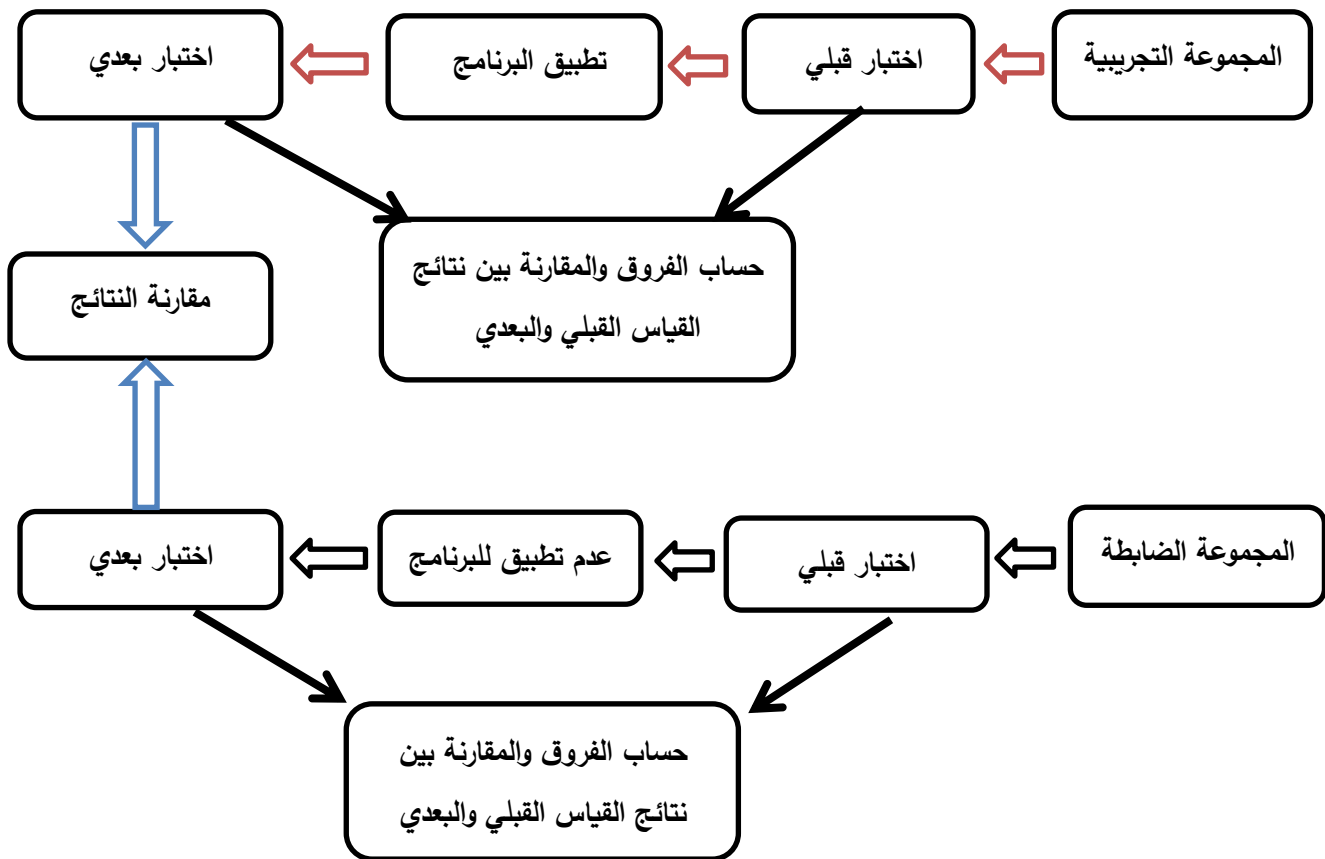 المجموعة التجريبية
اختبار قبلي
تطبيق البرنامج
اختبار بعدي
حساب الفروق والمقارنة بين نتائج
القياس القبلي والبعدي
مقارنة النتائج
المجموعة الضابطة
اختبار قبلي
عدم تطبيق للبرنامج
اختبار بعدي
حساب الفروق والمقارنة بين
نتائج القياس القبلي والبعدي